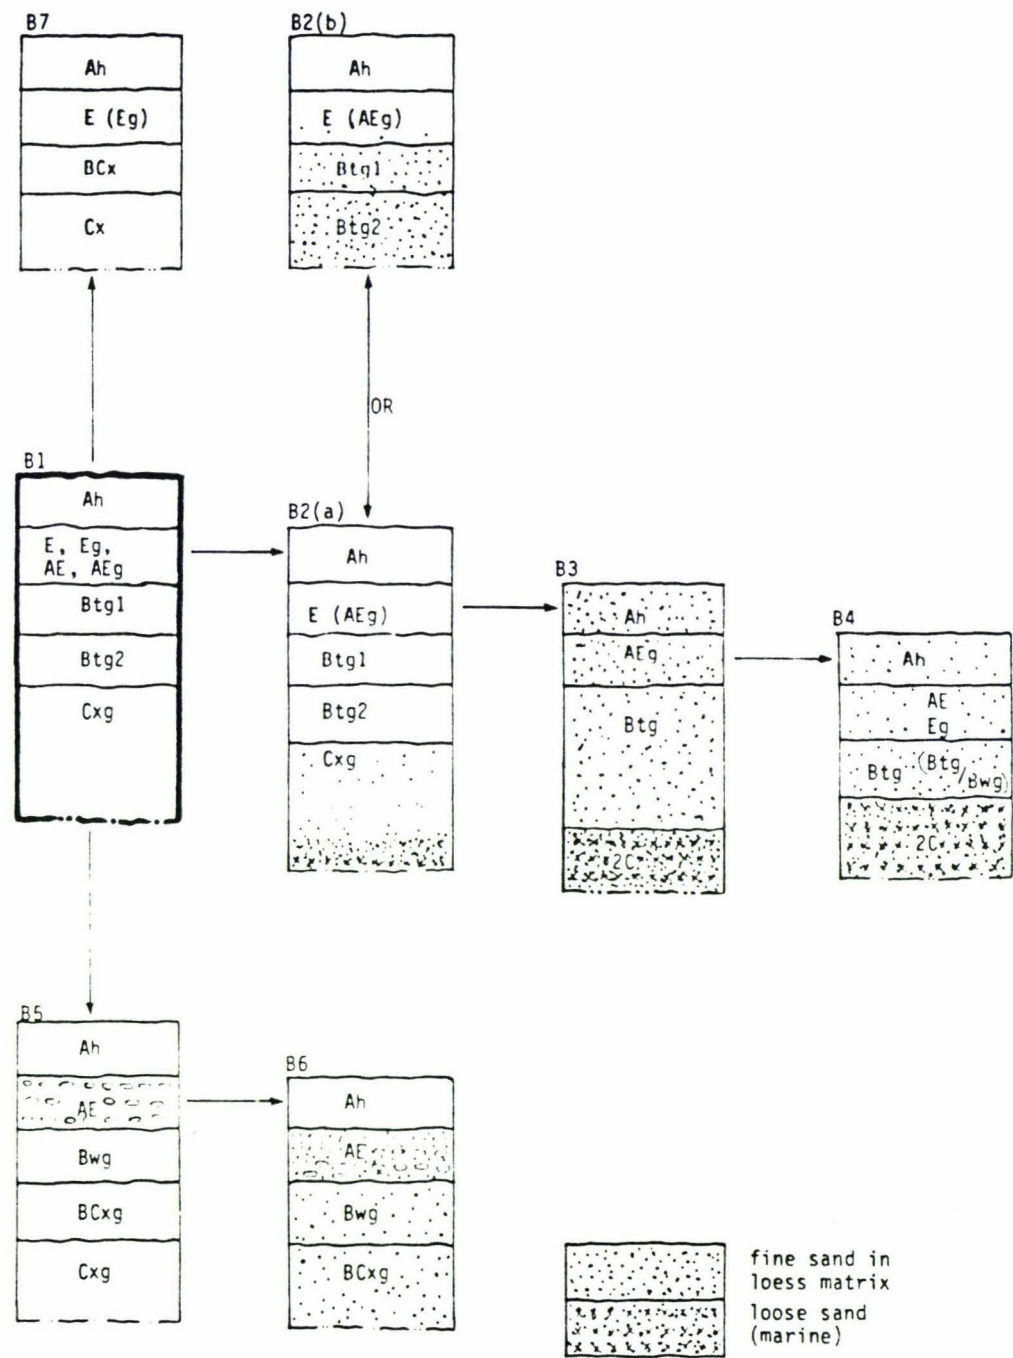 B7
Ah
E (Eg)
BCx
Cx
B2(b)
Ah
E (AEg)
Btg1
Btg2
OR
B1
Ah
E, Eg,
AE, AEg
Btg1
Btg2
Cxg
B2(a)
Ah
E (AEg)
Btg1
Btg2
Cxg
B3
Ah
AEg
Btg
2C
B4
Ah
AE
Eg
Btg (Btg/Bwg)
2C
B5
Ah
AE
Bwg
BCxg
Cxg
B6
Ah
AE
Bwg
BCxg
fine sand in
loess matrix
loose sand
(marine)